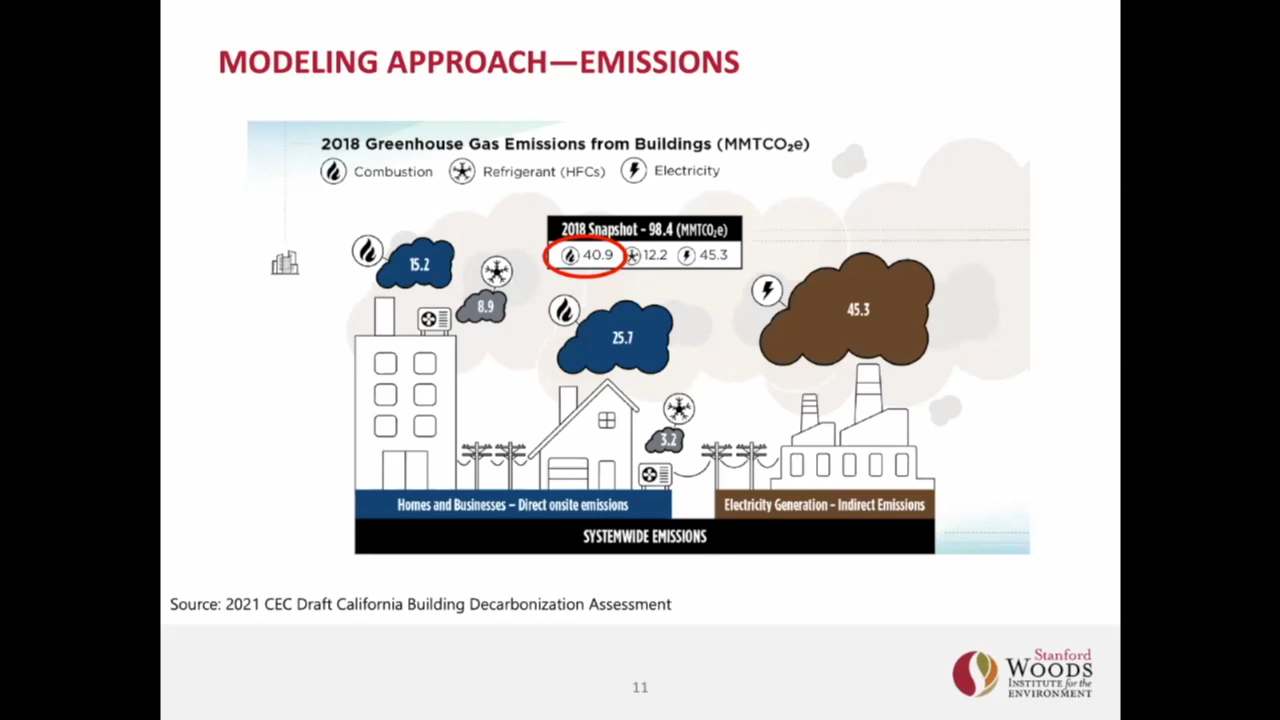 MODELING APPROACH—EMISSIONS
2018 Greenhouse Gas Emissions from Buildings (MMTCO₂e)
Combustion Refrigerant (HFCs) Electricity
2018 Snapshot - 98.4 (MMTCO₂e)
40.9 12.2 45.3
15.2
8.9
25.7
45.3
3.2
Homes and Businesses – Direct onsite emissions
Electricity Generation - Indirect Emissions
SYSTEMWIDE EMISSIONS
Source: 2021 CEC Draft California Building Decarbonization Assessment
11
Stanford
WOODS
INSTITUTE for the
ENVIRONMENT